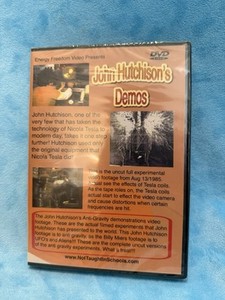 Energy Freedom Video Presents
DVD
John Hutchison's
Demos
John Hutchison, one of the
very few that has taken the
technology of Nicola Tesla to
modern day, takes it one step
further! Hutchison used only
the original equipment that
Nicola Tesla did!
This is the uncut full experimental
footage from Aug 13/1985.
You will see the effects of Tesla coils.
As the tape rolls on, the Tesla coils
actual start to effect the video camera
and cause distortions when certain
frequencies are hit.
The John Hutchison's Anti Gravity demonstrations video
footage. These are the actual timed experiments that John
Hutchison has presented to the world. This John Hutchison
footage is to anti gravity, as the Billy Miers footage is to
UFOs and Aliens!! These are the complete uncut versions
of the anti gravity experiments. What's
www.NotTaughtInSchools.com